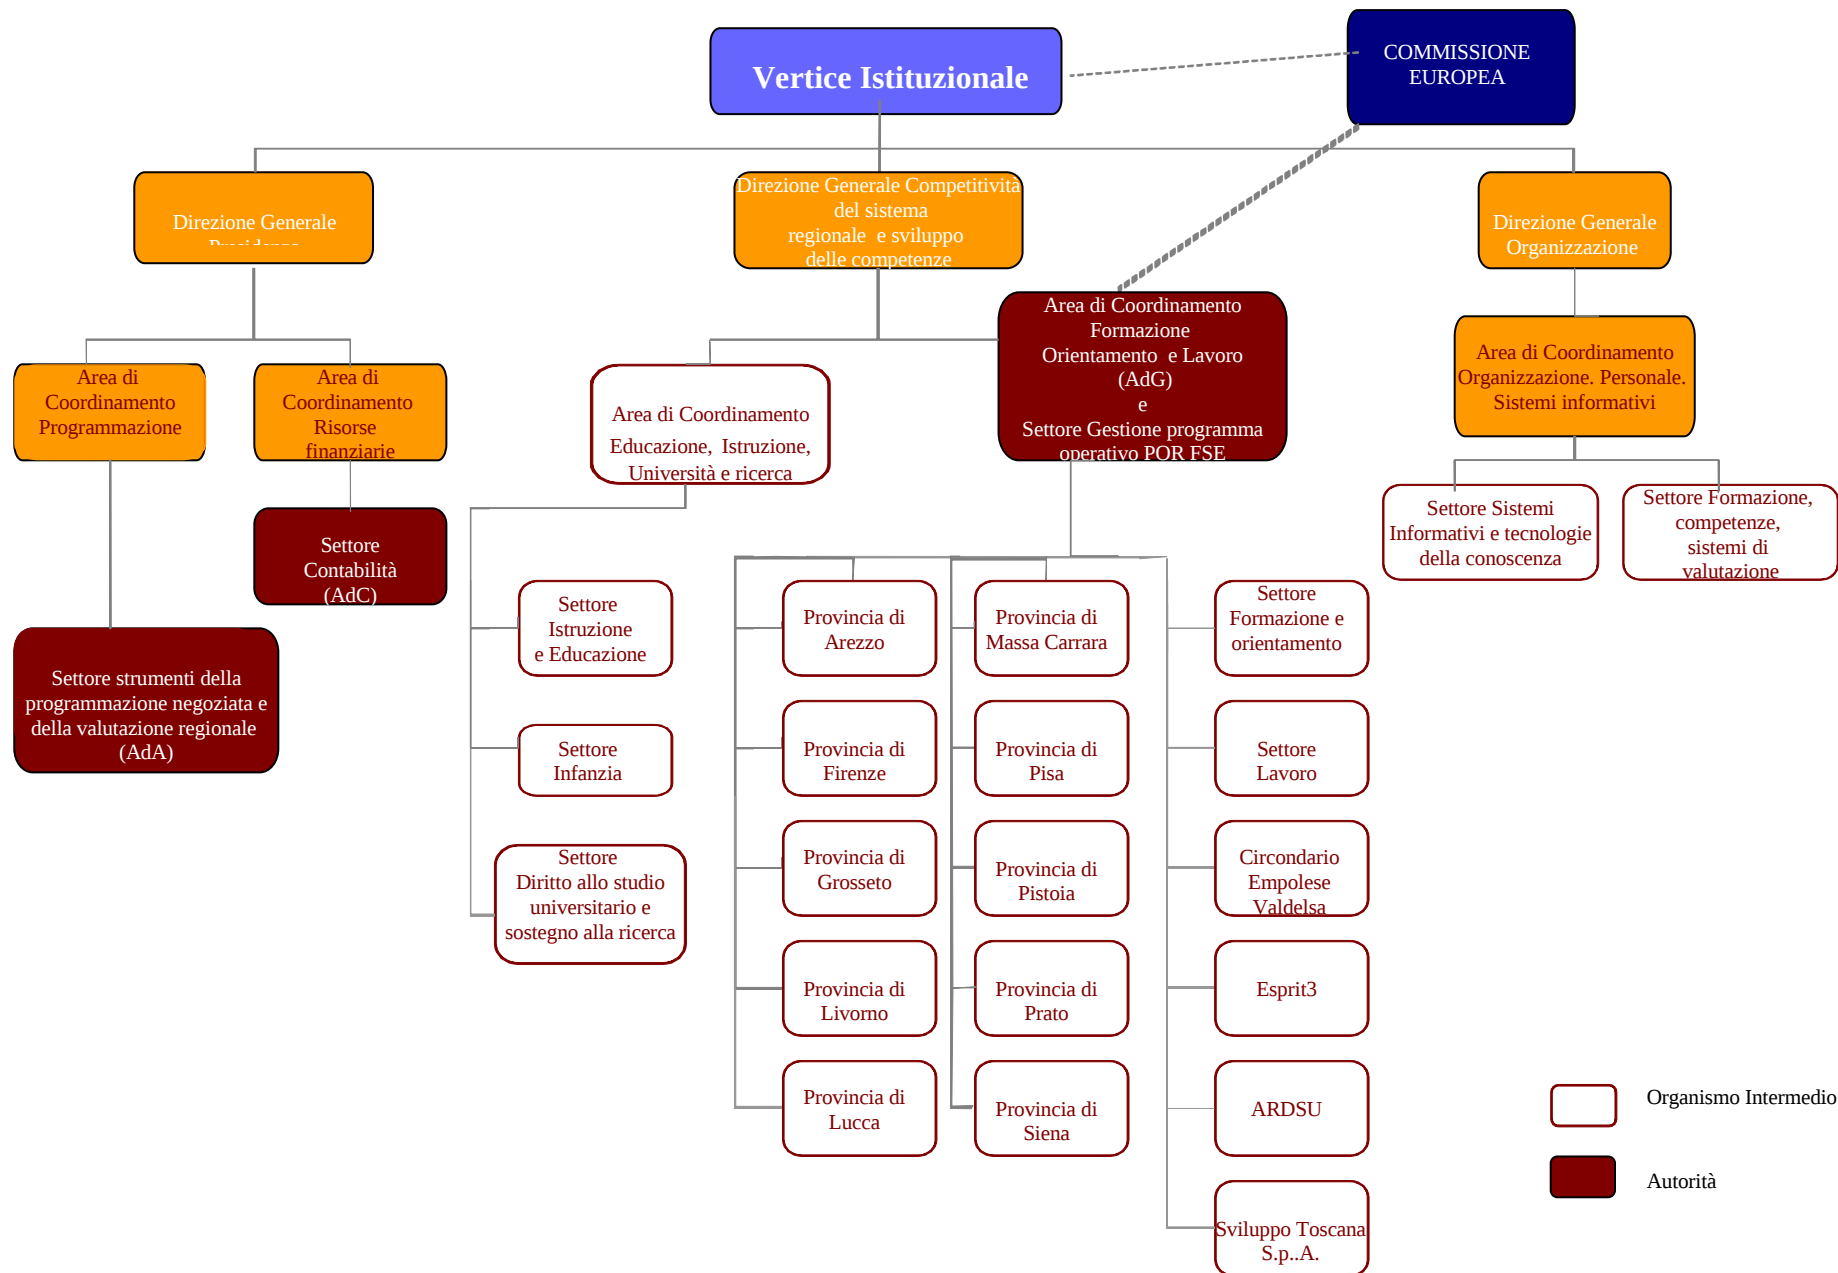 Vertice Istituzionale
COMMISSIONE
EUROPEA
Direzione Generale
Direzione Generale Competitività
del sistema
regionale e sviluppo
delle competenze
Direzione Generale
Organizzazione
Area di
Coordinamento
Programmazione
Area di
Coordinamento
Risorse
finanziarie
Area di Coordinamento
Educazione, Istruzione,
Università e ricerca
Area di Coordinamento
Formazione
Orientamento e Lavoro
(AdG)
e
Settore Gestione programma
operativo POR FSE
Area di Coordinamento
Organizzazione. Personale.
Sistemi informativi
Settore
Contabilità
(AdC)
Settore strumenti della
programmazione negoziata e
della valutazione regionale
(AdA)
Settore Sistemi
Informativi e tecnologie
della conoscenza
Settore Formazione,
competenze,
sistemi di
valutazione
Settore
Istruzione
e Educazione
Settore
Infanzia
Settore
Diritto allo studio
universitario e
sostegno alla ricerca
Provincia di
Arezzo
Provincia di
Firenze
Provincia di
Grosseto
Provincia di
Livorno
Provincia di
Lucca
Provincia di
Massa Carrara
Provincia di
Pisa
Provincia di
Pistoia
Provincia di
Prato
Provincia di
Siena
Settore
Formazione e
orientamento
Settore
Lavoro
Circondario
Empolese
Valdelsa
Esprit3
ARDSU
Sviluppo Toscana
S.p..A.
Organismo Intermedio
Autorità